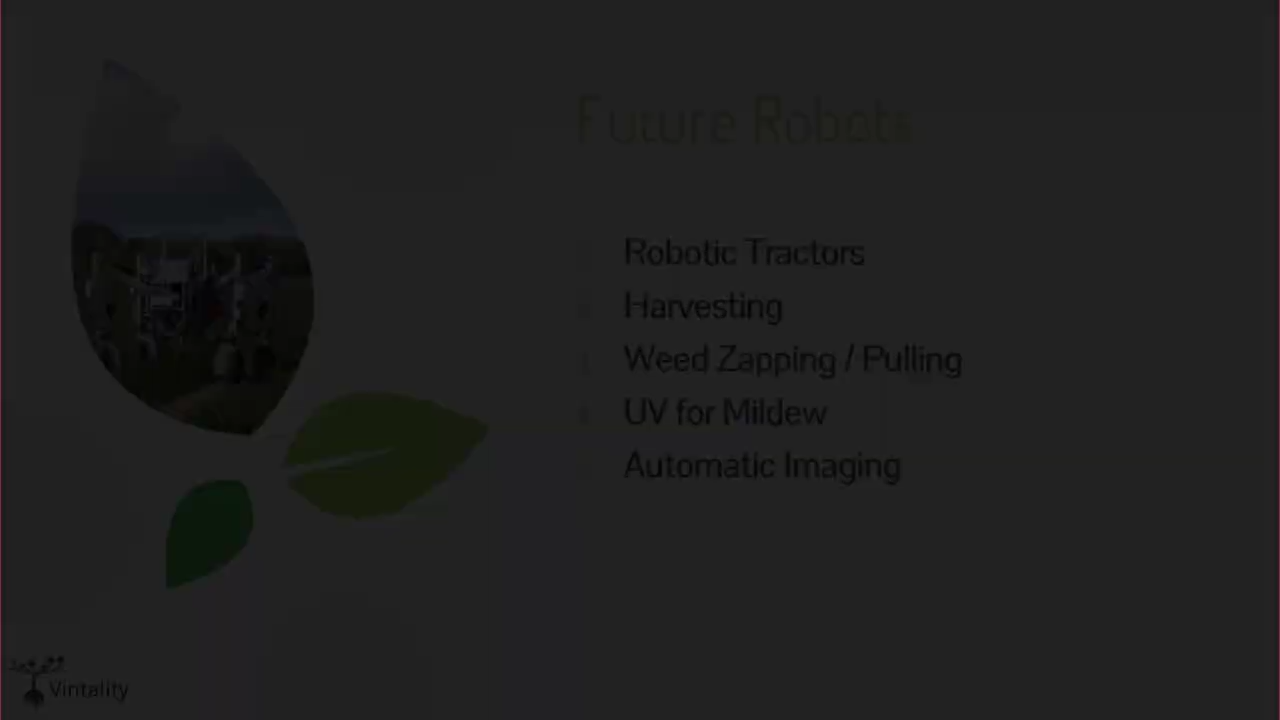 Future Robots
Robotic Tractors
Harvesting
Weed Zapping / Pulling
UV for Mildew
Automatic Imaging
Vintality